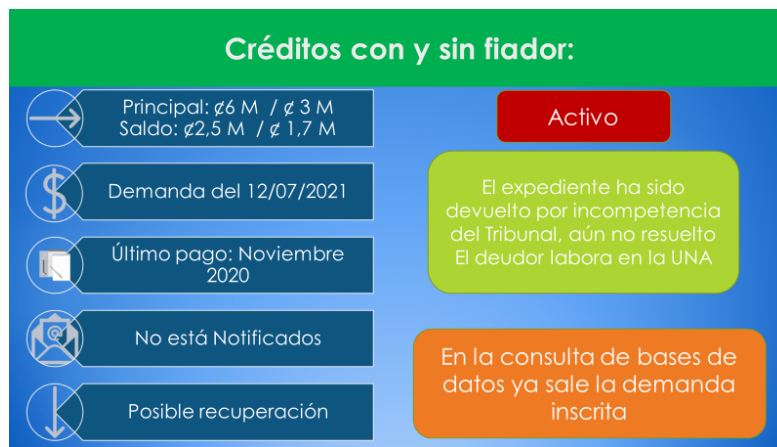 Créditos con y sin fiador:
Principal: ₡6 M / ₡ 3 M
Saldo: ₡2,5 M / ₡ 1,7 M
Demanda del 12/07/2021
Último pago: Noviembre
2020
No está Notificados
Posible recuperación
Activo
El expediente ha sido
devuelto por incompetencia
del Tribunal, aún no resuelto
El deudor labora en la UNA
En la consulta de bases de
datos ya sale la demanda
inscrita